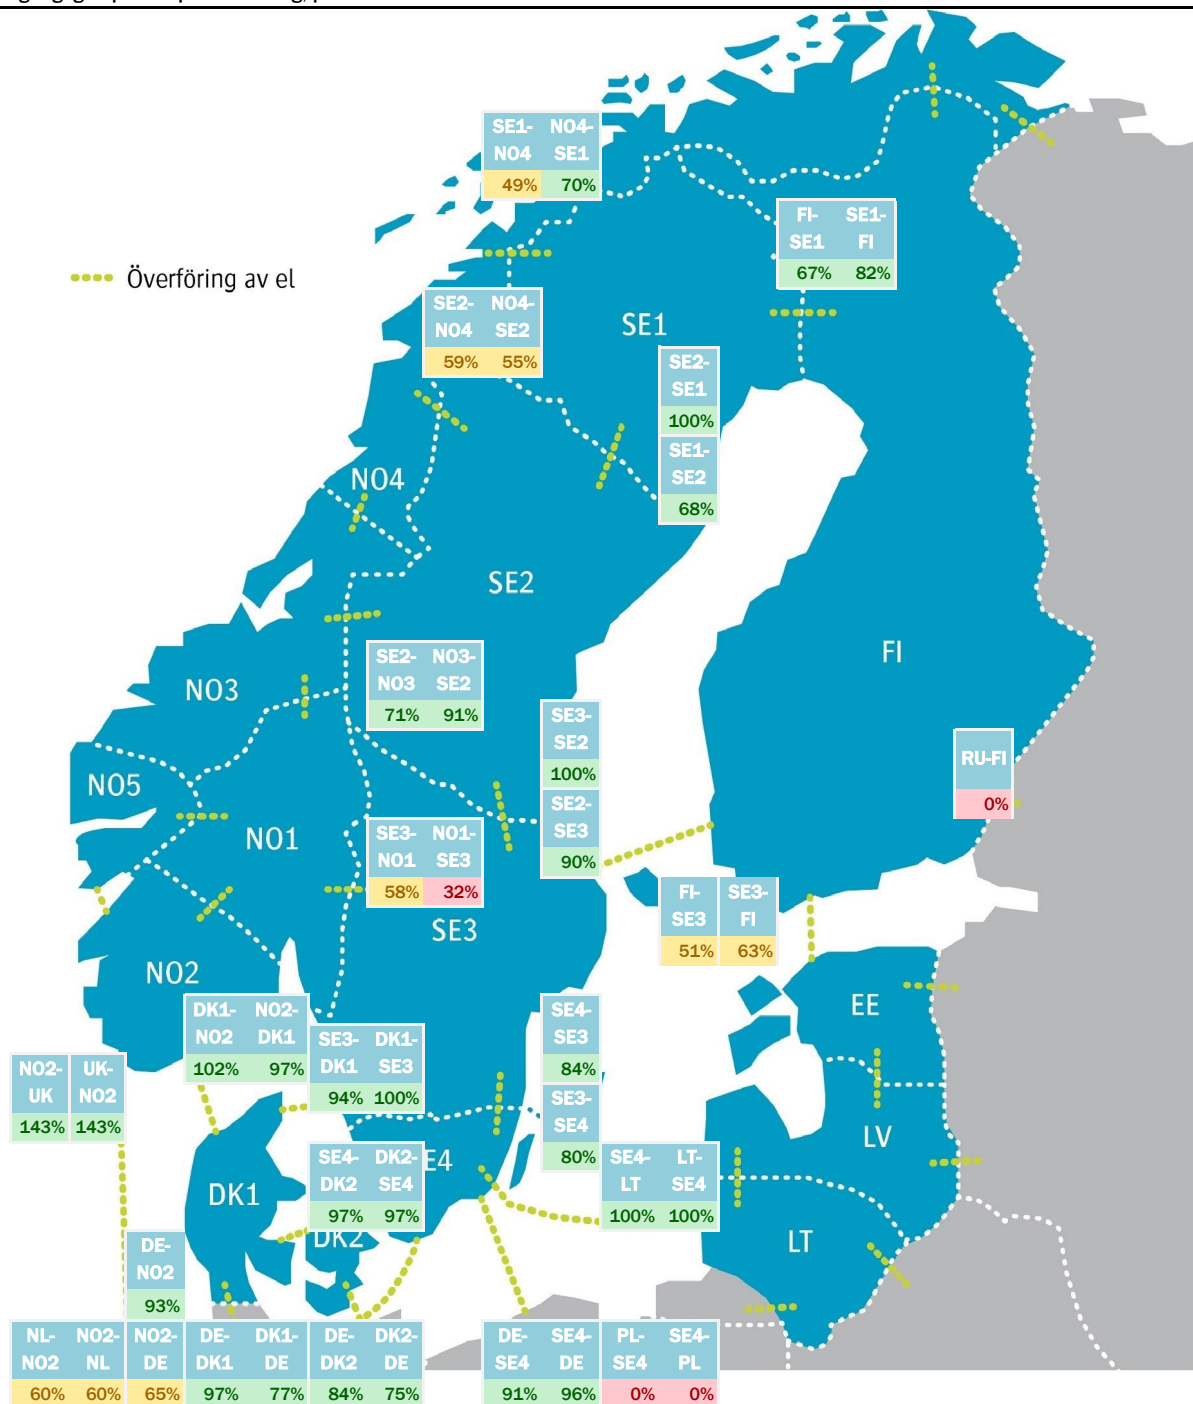 SE1- NO4-
NO4 SE1
49% 70%
FI- SE1-
SE1 FI
67% 82%
Överföring av el
SE2- NO4-
NO4 SE2
59% 55%
SE1
SE2-
SE1
100%
SE1-
SE2
68%
NO4
SE2
FI
SE2- NO3-
NO3 SE2
71% 91%
NO3
SE3-
SE2
100%
RU-FI
0%
NO5
SE2-
SE3
90%
NO1
SE3- NO1-
NO1 SE3
58% 32%
FI- SE3-
SE3 FI
51% 63%
SE3
NO2
EE
DK1- NO2-
NO2 DK1
102% 97%
SE3- DK1-
DK1 SE3
94% 100%
SE4-
SE3
84%
NO2- UK-
UK NO2
143% 143%
SE3-
SE4
80%
LV
SE4- DK2-
DK2 SE4
97% 97%
E4
SE4- LT-
LT SE4
100% 100%
DK1
DK2
LT
DE-
NO2
93%
NL- NO2- NO2- DE- DK1- DE- DK2-
NO2 NL DE DK1 DE DK2 DE
60% 60% 65% 97% 77% 84% 75%
DE- SE4- PL- SE4-
SE4 DE SE4 PL
91% 96% 0% 0%